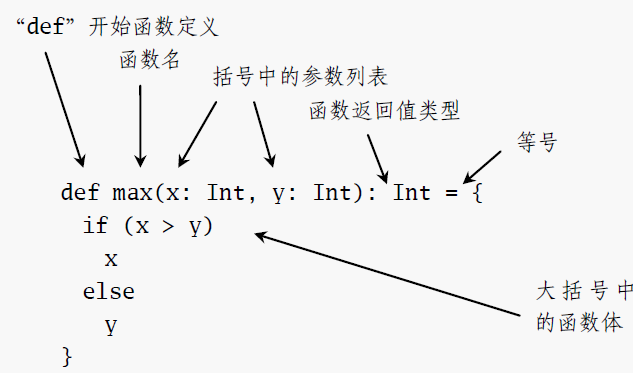 “def”开始函数定义
函数名
括号中的参数列表
函数返回值类型
等号
def max(x: Int, y: Int): Int = {
if (x > y)
x
else
y
}
大括号中
的函数体